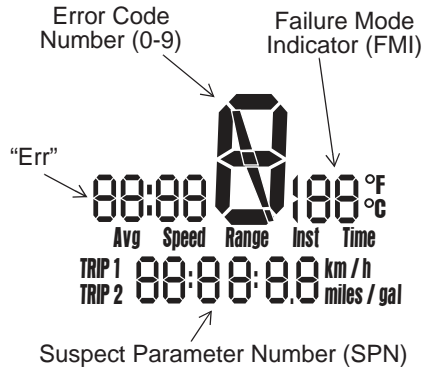 Error Code
Number (0-9)
Failure Mode
Indicator (FMI)
“Err”
88:88
8
188
°F
°C
Avg Speed Range Inst Time
TRIP 1
TRIP 2
88:88:8.8
km / h
miles / gal
Suspect Parameter Number (SPN)